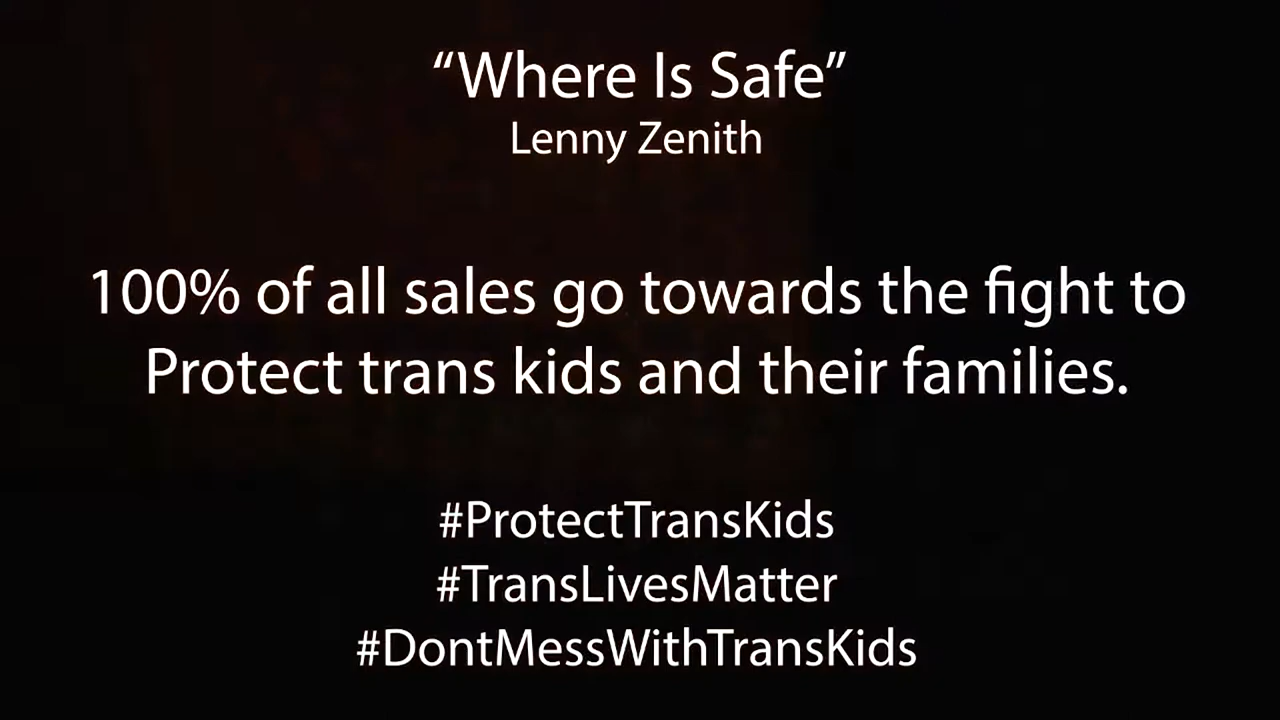 “Where Is Safe”
Lenny Zenith
100% of all sales go towards the fight to
Protect trans kids and their families.
#ProtectTransKids
#TransLivesMatter
#DontMessWithTransKids